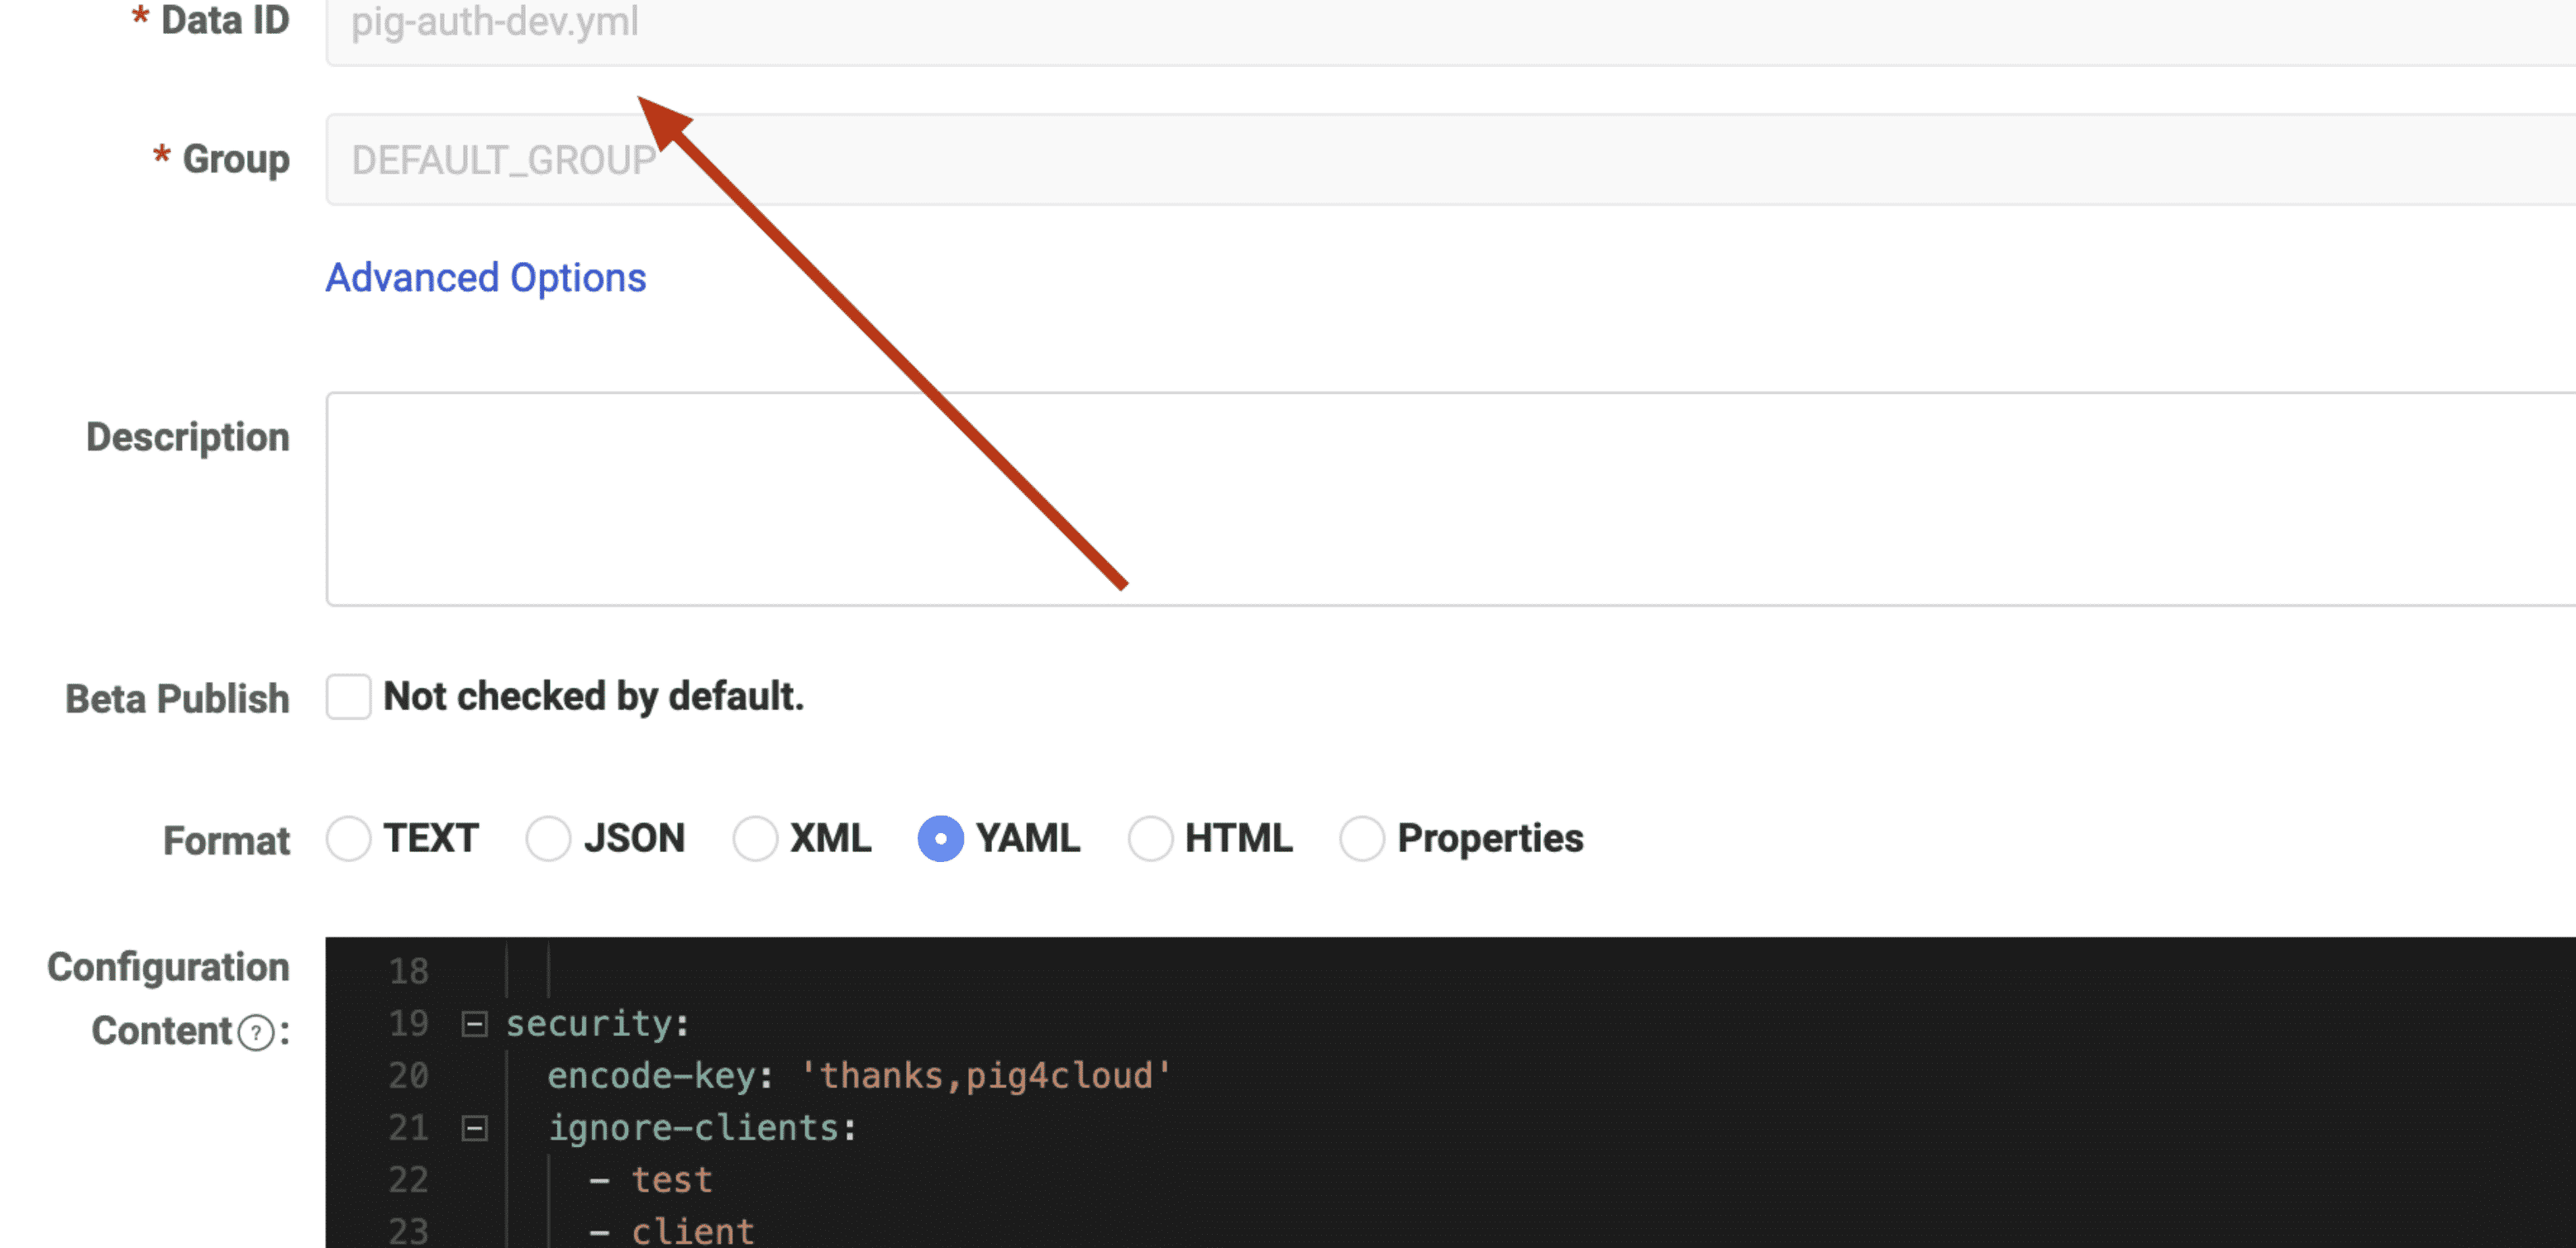 * Data ID pig-auth-dev.yml
* Group DEFAULT_GROUP
Advanced Options
Description
Beta Publish Not checked by default.
Format TEXT JSON XML YAML HTML Properties
Configuration
Content ? :
18
19 security:
20 encode-key: 'thanks,pig4cloud'
21 ignore-clients:
22 - test
23 - client